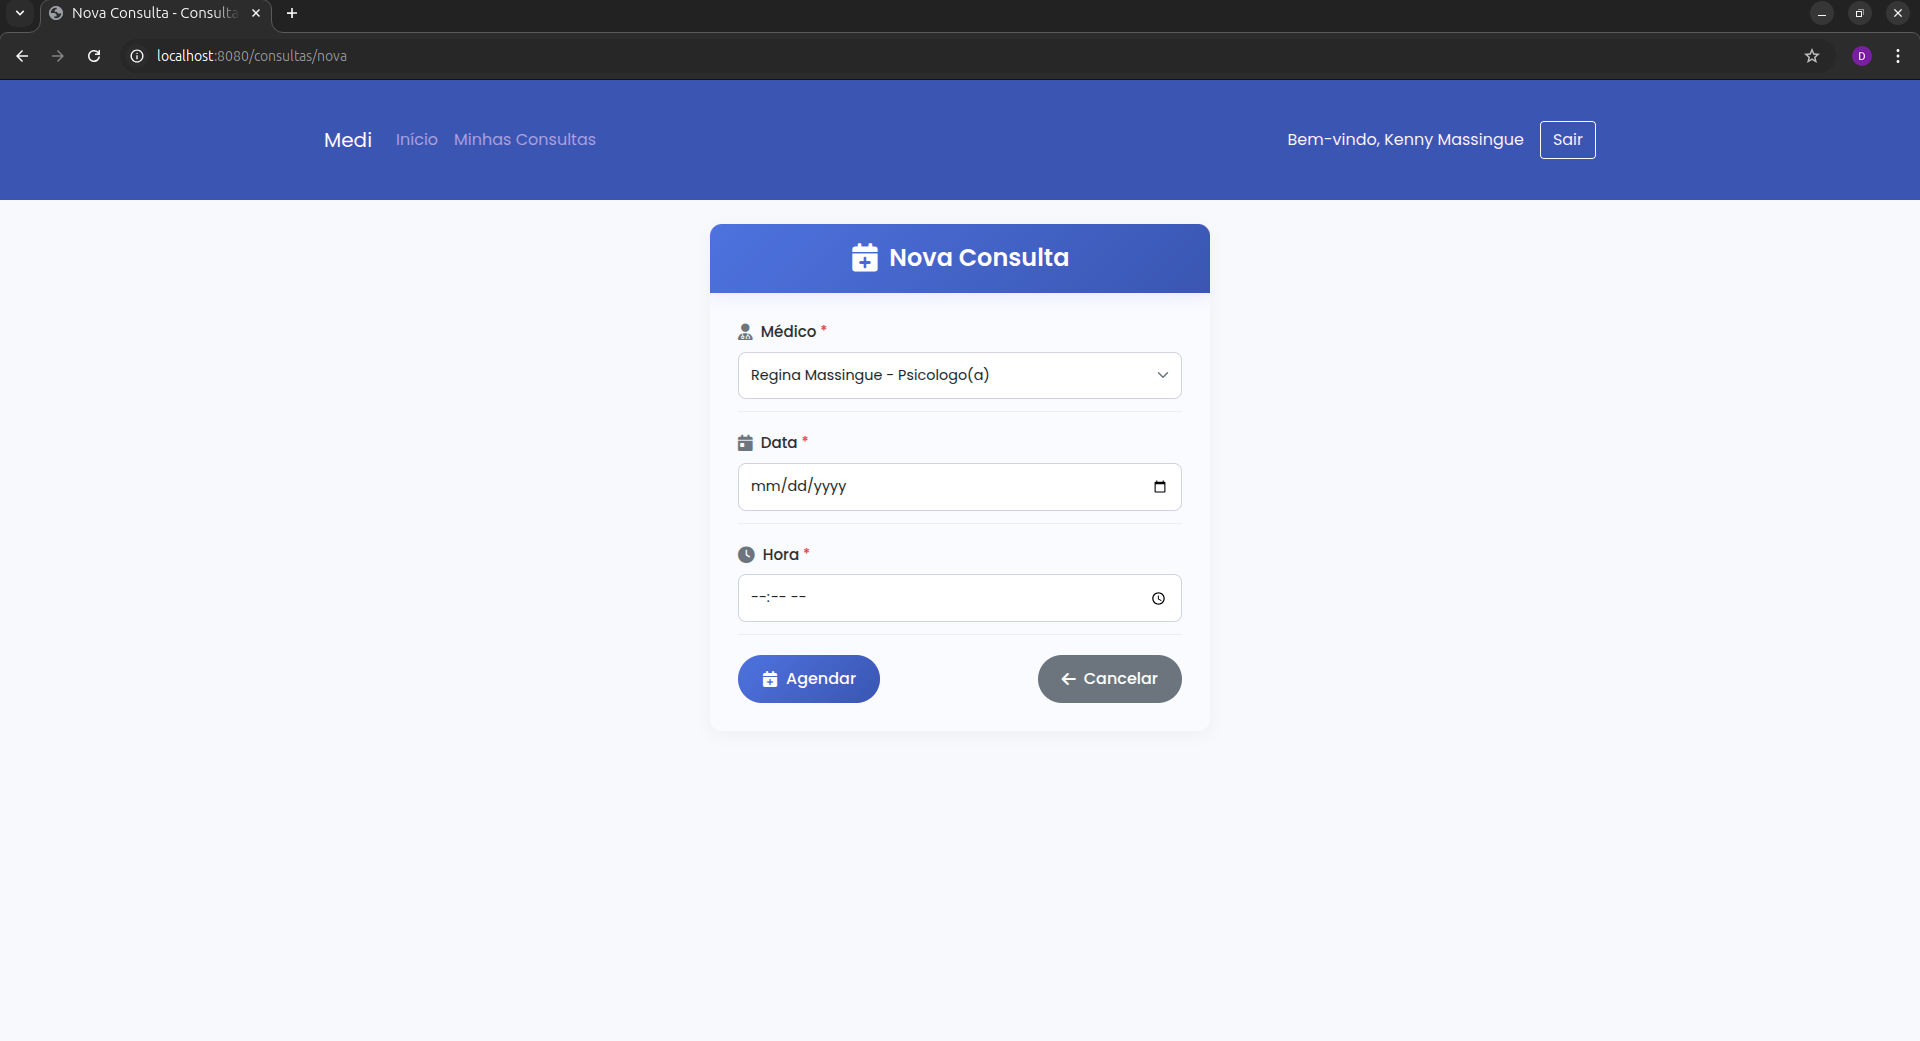 Nova Consulta - Consulta
localhost:8080/consultas/nova
D
Medi Início Minhas Consultas Bem-vindo, Kenny Massingue Sair
Nova Consulta
Médico *
Regina Massingue - Psicologo(a)
Data *
mm/dd/yyyy
Hora *
--:-- --
Agendar Cancelar